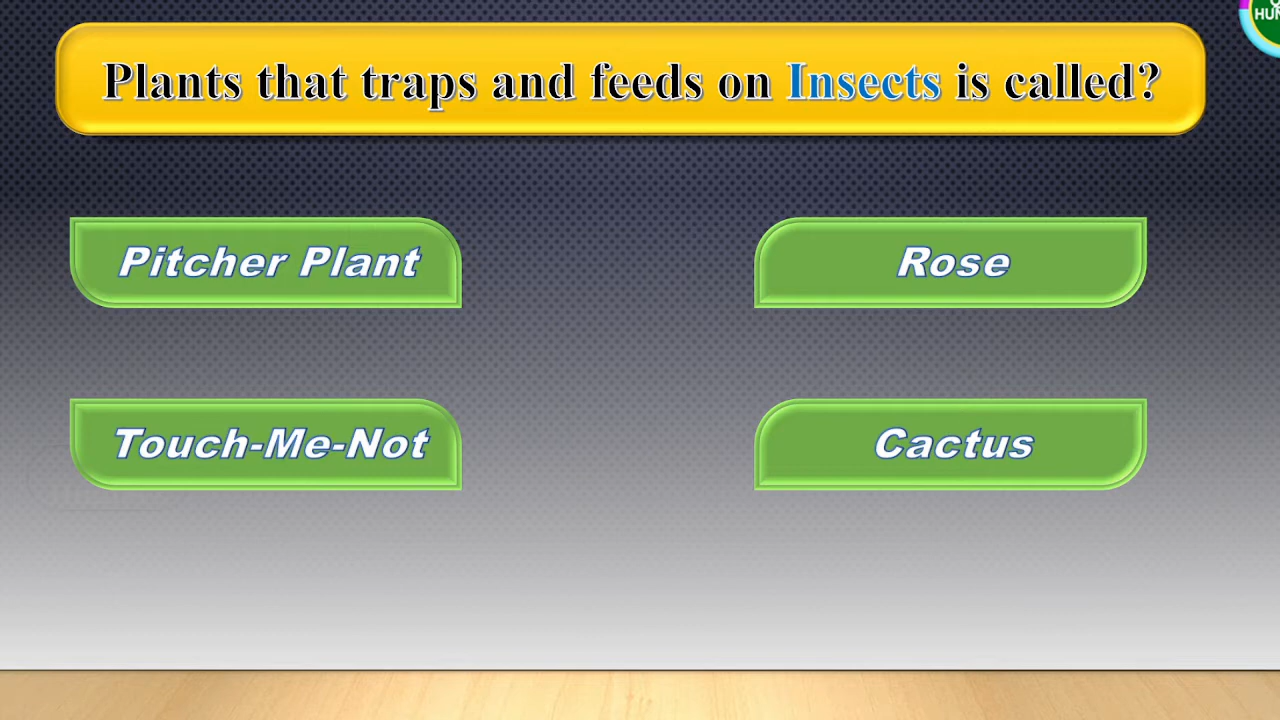 Plants that traps and feeds on Insects is called?
Pitcher Plant
Rose
Touch-Me-Not
Cactus